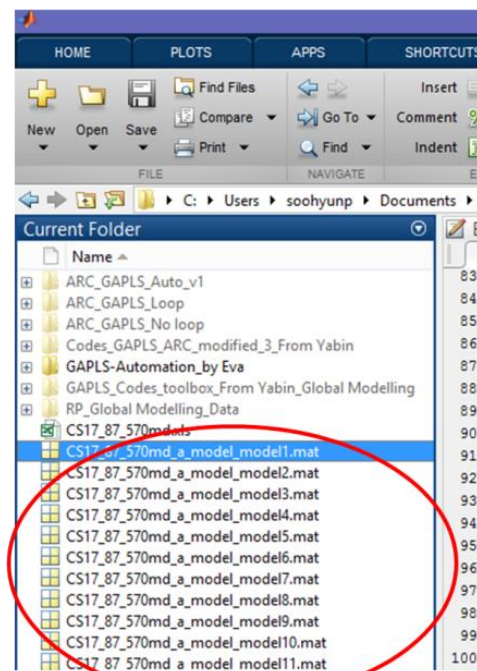 HOME PLOTS APPS SHORTCUTS
Find Files Insert
Compare Go To Comment
New Open Save Print Find Indent
FILE NAVIGATE
C: Users soohyunp Documents
Current Folder
Name
ARC_GAPLS_Auto_v1
ARC_GAPLS_Loop
ARC_GAPLS_No loop
Codes_GAPLS_ARC_modified_3_From Yabin
GAPLS-Automation_by Eva
GAPLS_Codes_toolbox_From Yabin_Global Modelling
RP_Global Modelling_Data
CS17_87_570md.xls
CS17_87_570md_a_model_model1.mat
CS17_87_570md_a_model_model2.mat
CS17_87_570md_a_model_model3.mat
CS17_87_570md_a_model_model4.mat
CS17_87_570md_a_model_model5.mat
CS17_87_570md_a_model_model6.mat
CS17_87_570md_a_model_model7.mat
CS17_87_570md_a_model_model8.mat
CS17_87_570md_a_model_model9.mat
CS17_87_570md_a_model_model10.mat
CS17_87_570md_a_model_model11.mat
83
84
85
86
87
88
89
90
91
92
93
94
95
96
97
98
99
100